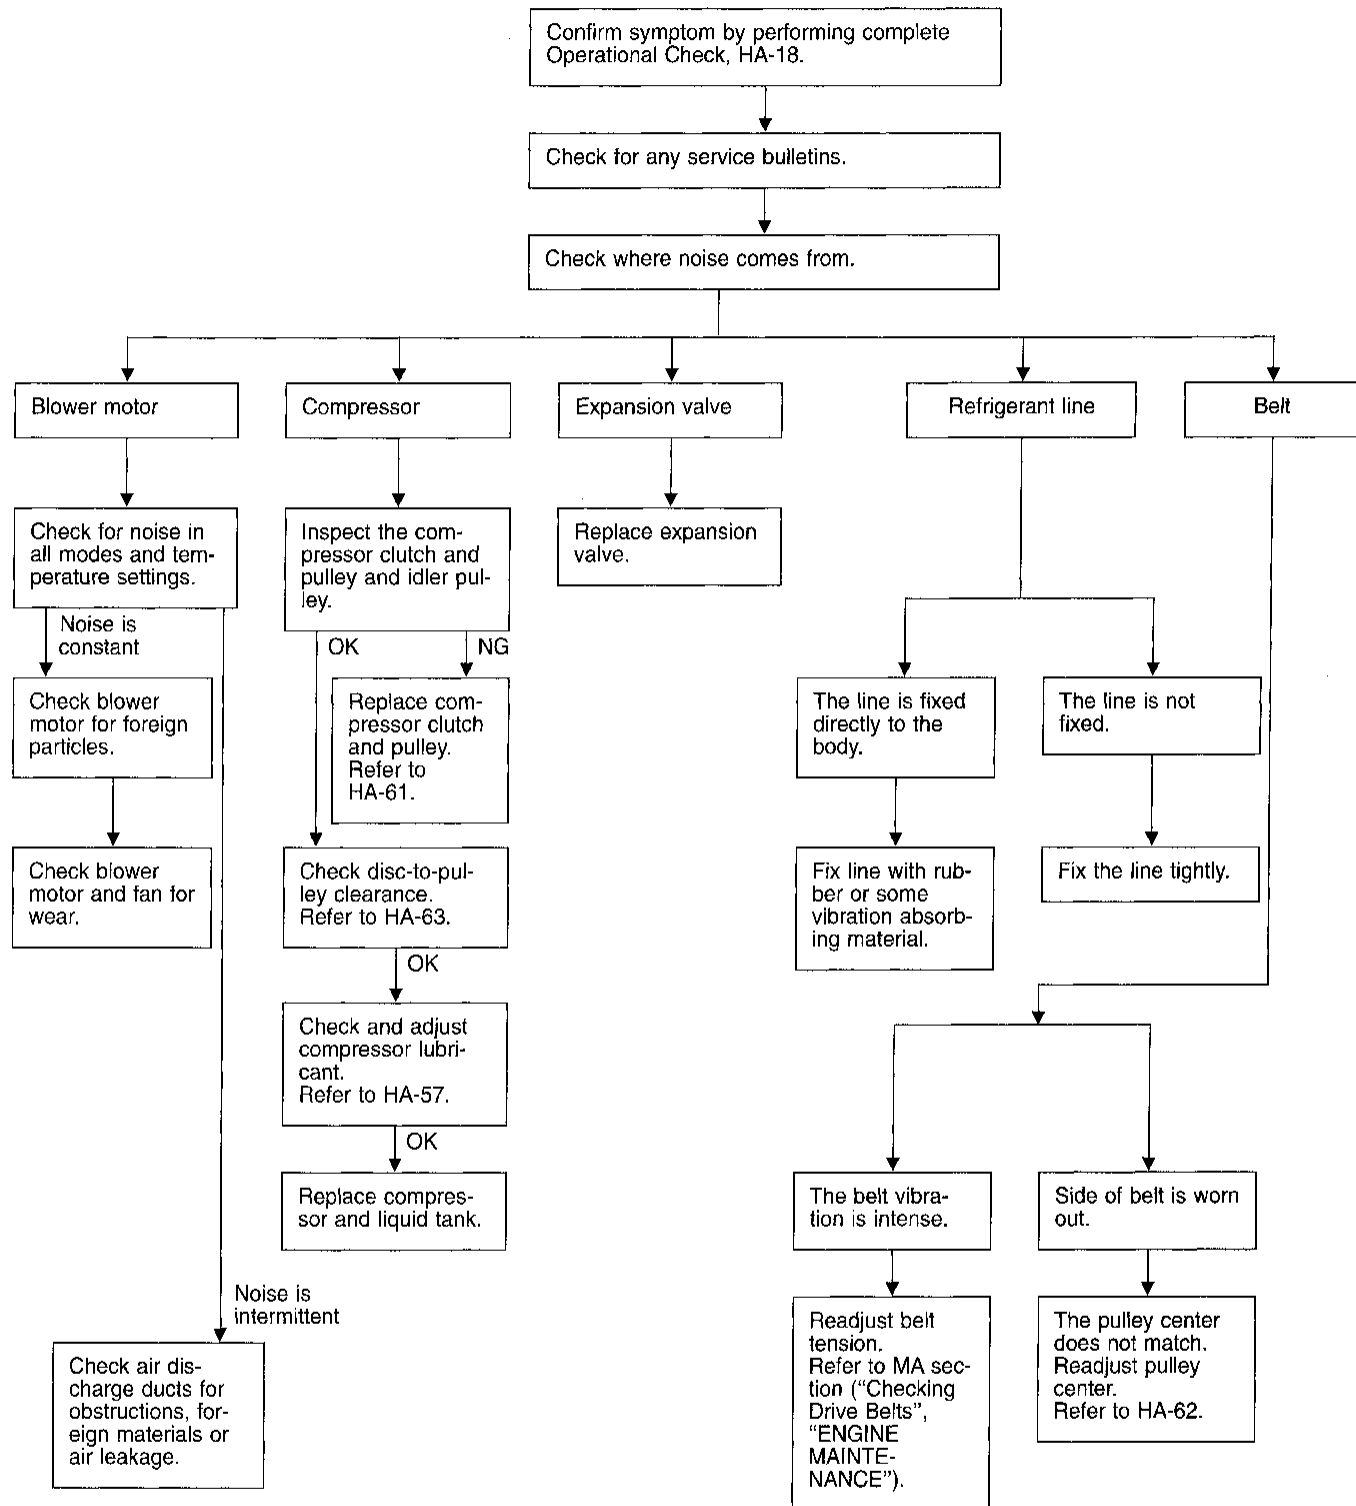 Confirm symptom by performing complete
Operational Check, HA-18.
Check for any service bulletins.
Check where noise comes from.
Blower motor
Compressor
Expansion valve
Refrigerant line
Belt
Check for noise in
all modes and tem-
perature settings.
Inspect the com-
pressor clutch and
pulley and idler pul-
ley.
Replace expansion
valve.
Noise is
constant
OK
NG
Check blower
motor for foreign
particles.
Replace com-
pressor clutch
and pulley.
Refer to
HA-61.
The line is fixed
directly to the
body.
The line is not
fixed.
Check blower
motor and fan for
wear.
Check disc-to-pul-
ley clearance.
Refer to HA-63.
Fix line with rub-
ber or some
vibration absorb-
ing material.
Fix the line tightly.
OK
Check and adjust
compressor lubri-
cant.
Refer to HA-57.
OK
Replace compres-
sor and liquid tank.
The belt vibra-
tion is intense.
Side of belt is worn
out.
Noise is
intermittent
Check air dis-
charge ducts for
obstructions, for-
eign materials or
air leakage.
Readjust belt
tension.
Refer to MA sec-
tion (“Checking
Drive Belts”,
“ENGINE
MAINTE-
NANCE”).
The pulley center
does not match.
Readjust pulley
center.
Refer to HA-62.